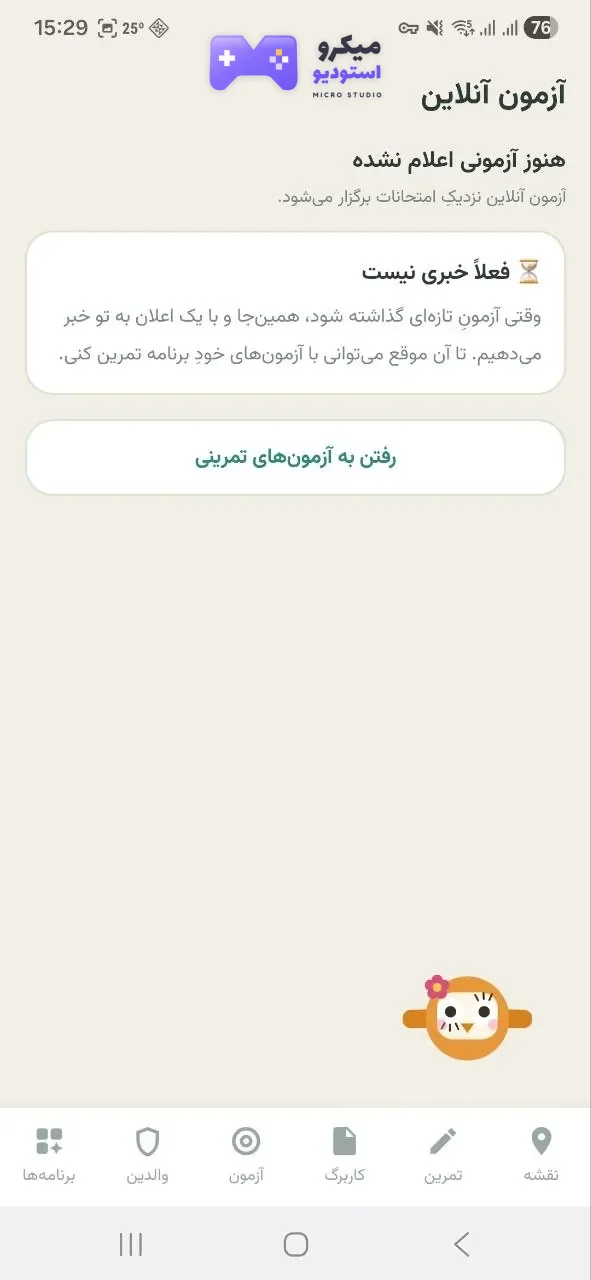 15:29
25°
76
میکرو
استودیو
MICRO STUDIO
آزمون آنلاین
هنوز آزمونی اعلام نشده
آزمون آنلاین نزدیکِ امتحانات برگزار می‌شود.
⏳ فعلاً خبری نیست
وقتی آزمونِ تازه‌ای گذاشته شود، همین‌جا و با یک اعلان به تو خبر
می‌دهیم. تا آن موقع می‌توانی با آزمون‌های خودِ برنامه تمرین کنی.
رفتن به آزمون‌های تمرینی
نقشه
تمرین
کاربرگ
آزمون
والدین
برنامه‌ها